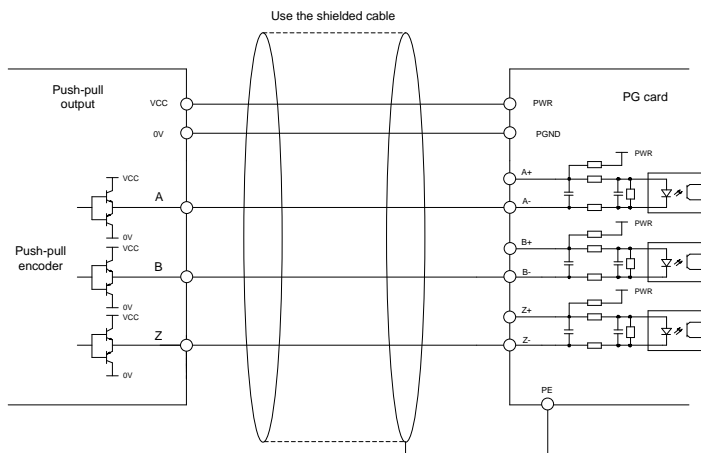 Use the shielded cable
Push-pull
output
VCC
0V
PWR
PGND
PG card
VCC
A
0V
A+
A-
PWR
Push-pull
encoder
VCC
B
0V
B+
B-
PWR
VCC
Z
0V
Z+
Z-
PWR
PE